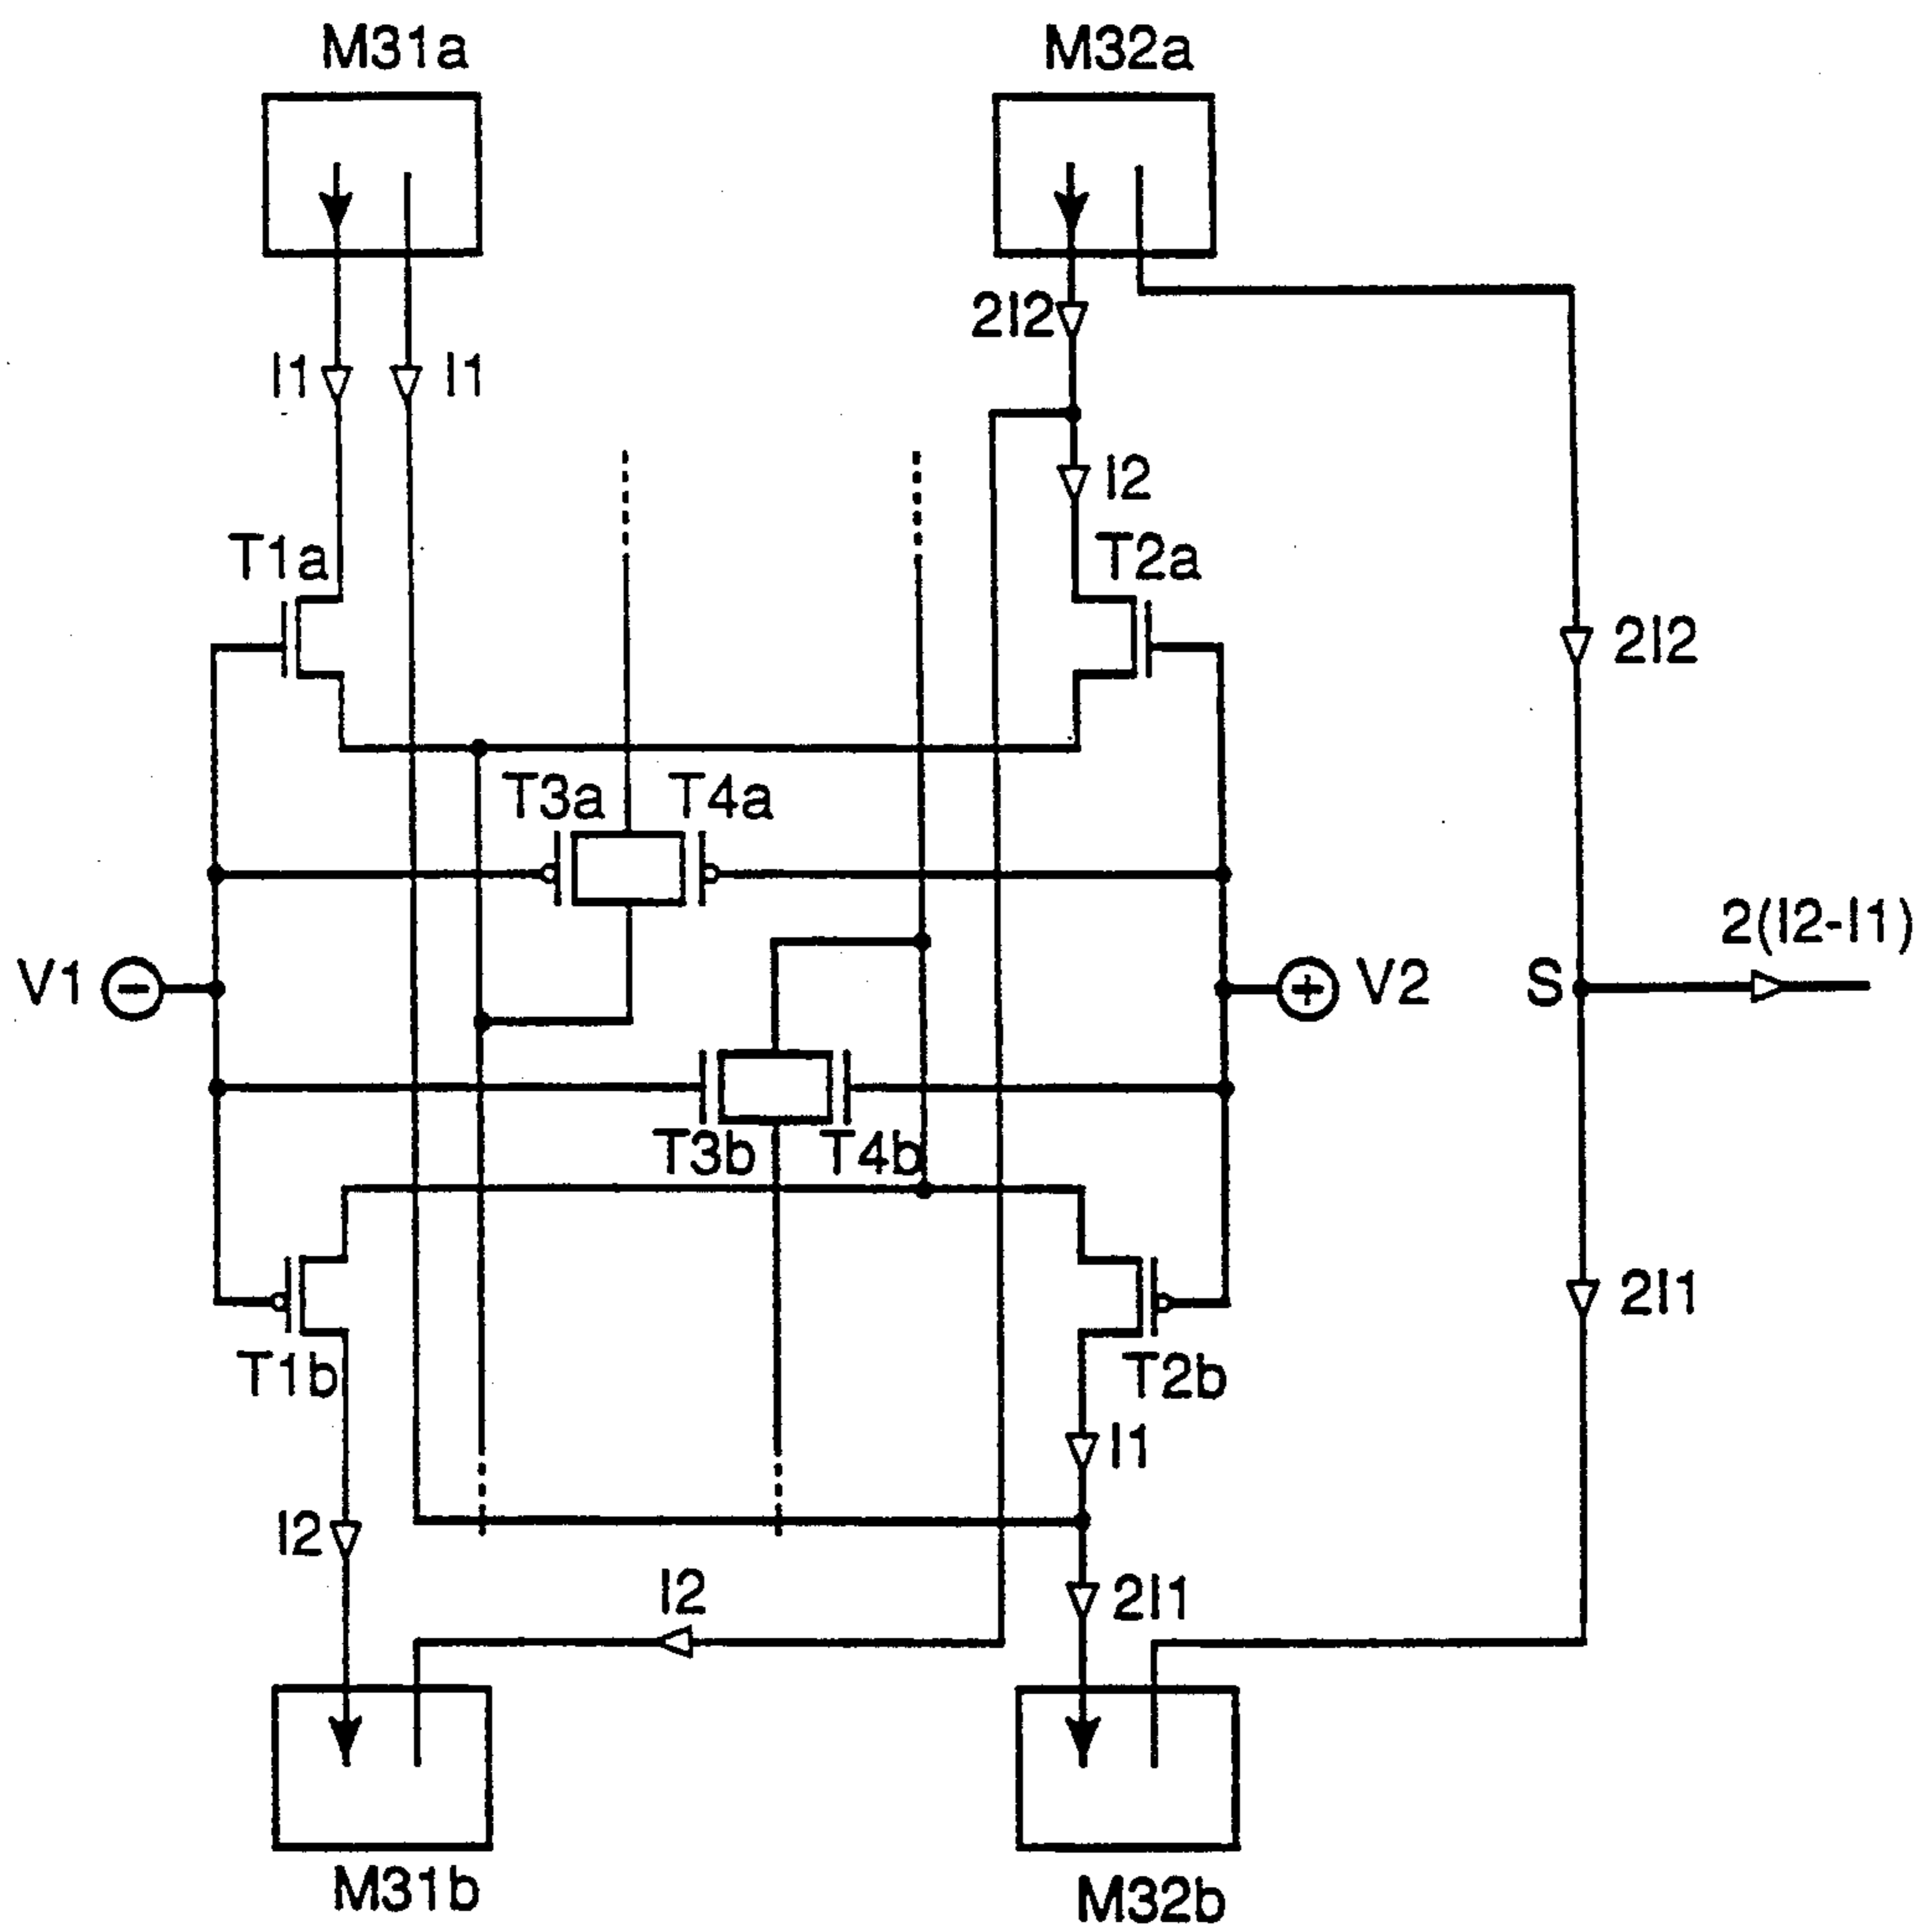 M31a
M32a
2I2
I1
I1
I2
T1a
T2a
2I2
T3a
T4a
2(I2-I1)
V1
V2
S
T3b
T4b
2I1
T1b
T2b
I1
I2
I2
2I1
M31b
M32b